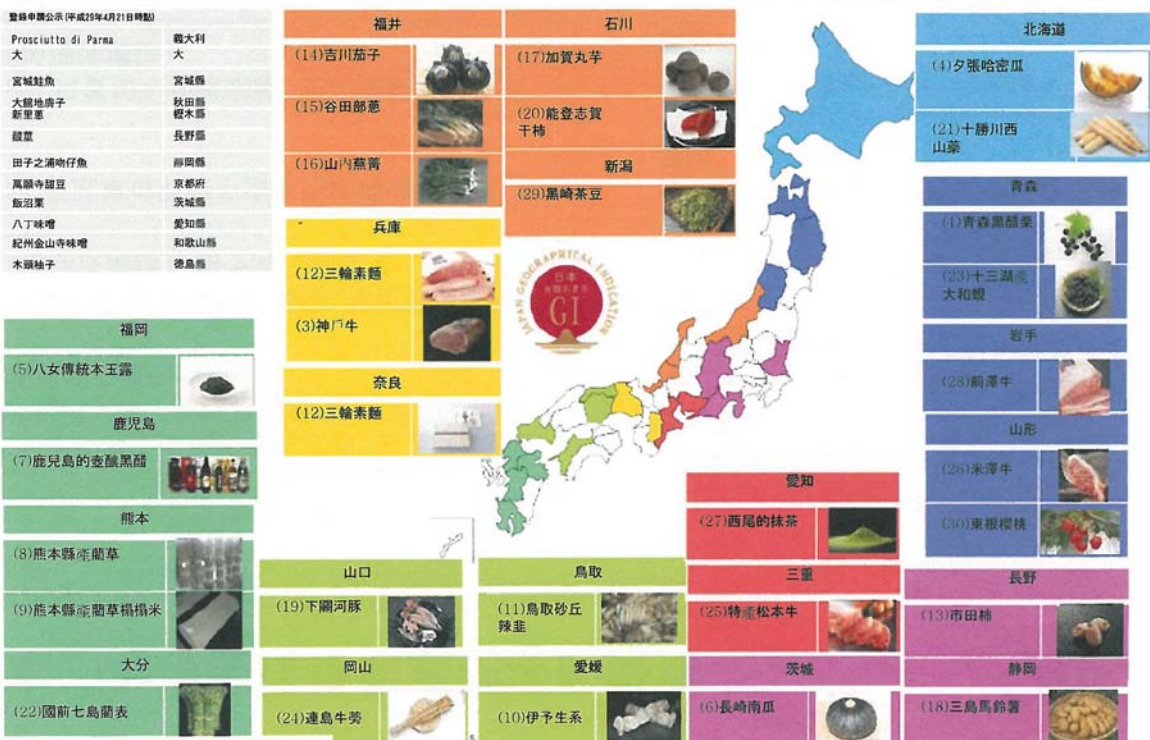 登錄申請公示(平成29年4月21日時點)
Prosciutto di Parma 義大利
大 大
宮城鮭魚 宮城縣
大館地膚子 秋田縣
新里蔥 櫪木縣
酸莖 長野縣
田子之浦吻仔魚 靜岡縣
萬願寺甜豆 京都府
飯沼栗 茨城縣
八丁味噌 愛知縣
紀州金山寺味噌 和歌山縣
木頭柚子 德島縣
福井
(14)吉川茄子
(15)谷田部蔥
(16)山內蕪菁
石川
(17)加賀丸芋
(20)能登志賀
干柿
新潟
(29)黑崎茶豆
兵庫
(12)三輪素麵
(3)神戶牛
奈良
(12)三輪素麵
JAPAN GEOGRAPHICAL INDICATION
日本
GI
北海道
(4)夕張哈密瓜
(21)十勝川西
山藥
青森
(1)青森黑醋栗
(23)十三湖產
大和蜆
岩手
(28)前澤牛
山形
(26)米澤牛
(30)東根櫻桃
福岡
(5)八女傳統本玉露
鹿児島
(7)鹿兒島的壺釀黑醋
熊本
(8)熊本縣產藺草
(9)熊本縣產藺草榻榻米
大分
(22)國前七島藺表
山口
(19)下關河豚
岡山
(24)連島牛蒡
鳥取
(11)鳥取砂丘
辣韭
愛媛
(10)伊予生系
愛知
(27)西尾的抹茶
三重
(25)特產松本牛
茨城
(6)長崎南瓜
長野
(13)市田柿
静岡
(18)三島馬鈴薯